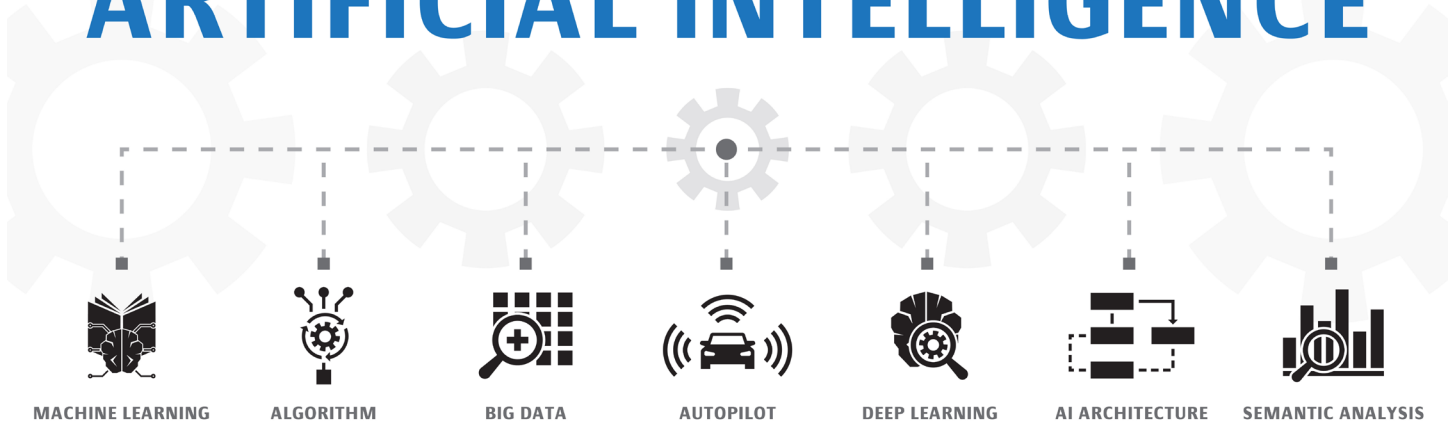 ARTIFICIAL INTELLIGENCE
MACHINE LEARNING
ALGORITHM
BIG DATA
AUTOPILOT
DEEP LEARNING
AI ARCHITECTURE
SEMANTIC ANALYSIS